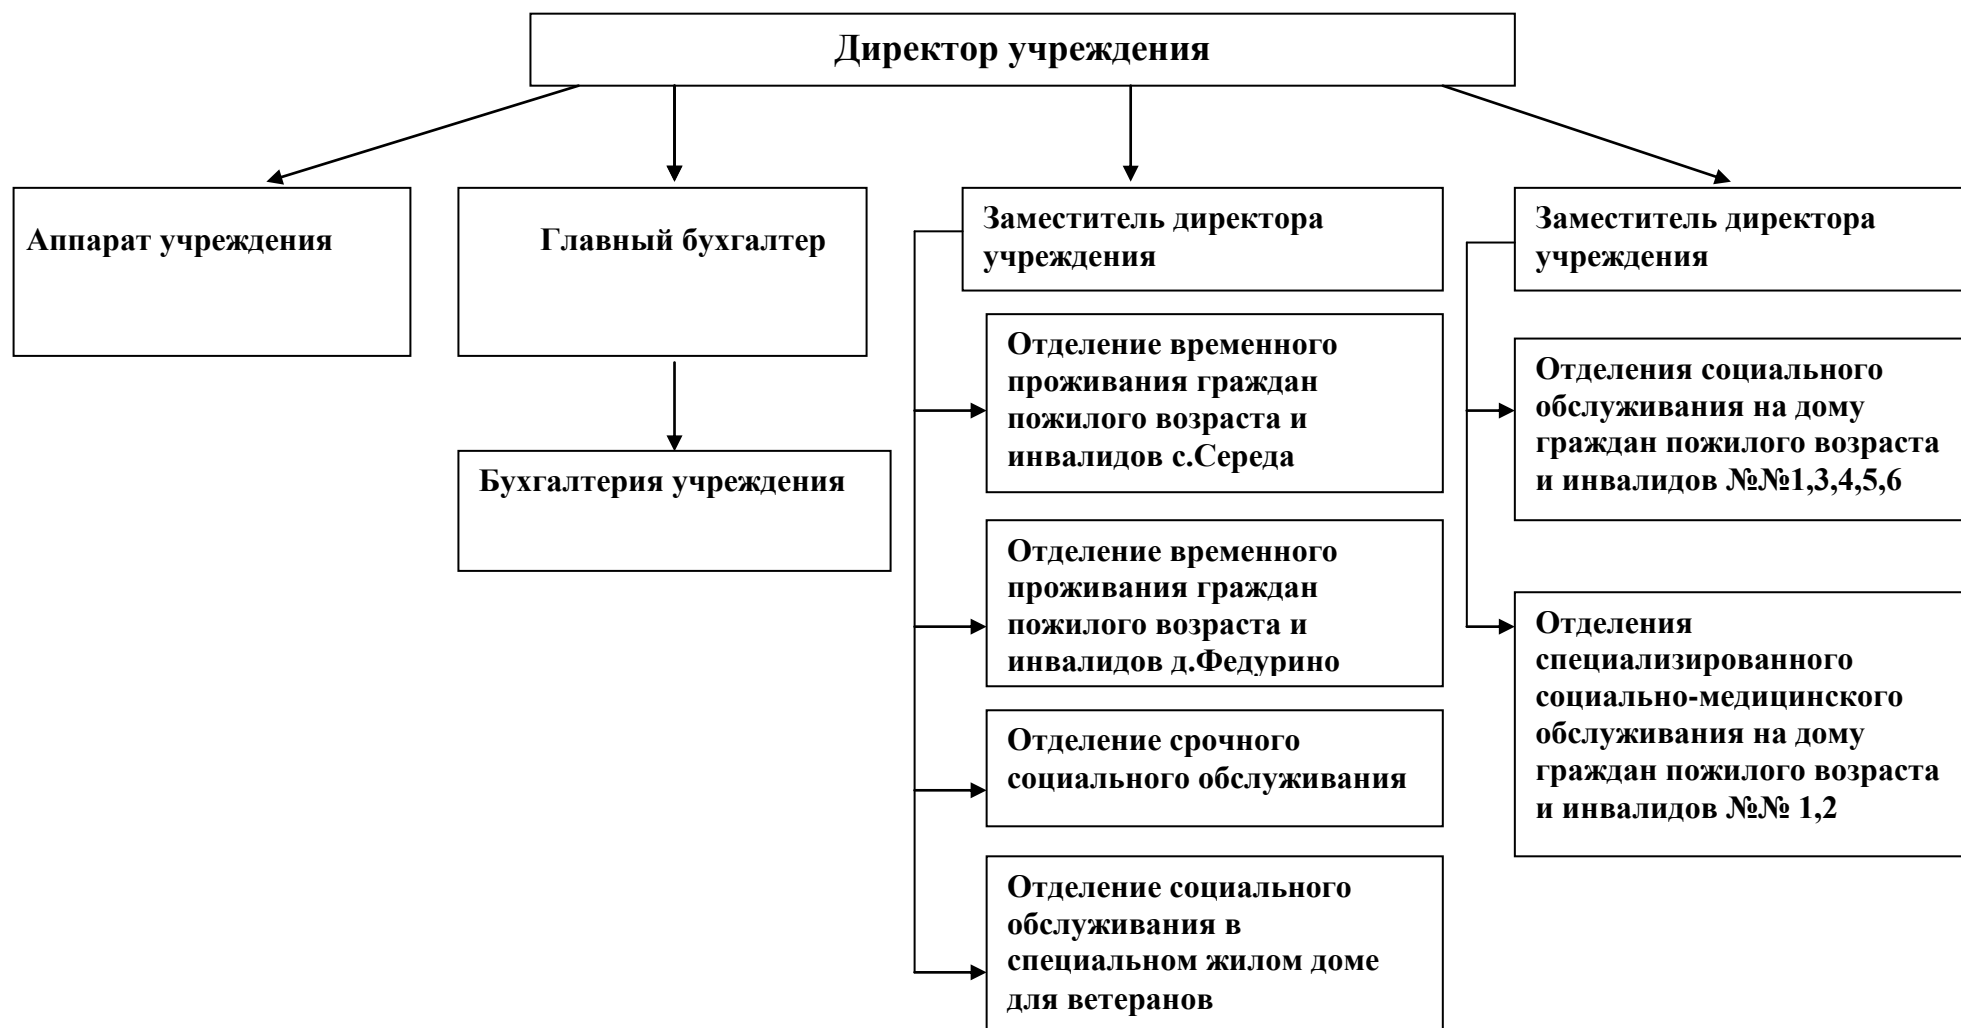 Директор учреждения
Аппарат учреждения
Главный бухгалтер
Бухгалтерия учреждения
Заместитель директора
учреждения
Отделение временного
проживания граждан
пожилого возраста и
инвалидов с.Середа
Отделение временного
проживания граждан
пожилого возраста и
инвалидов д.Федурино
Отделение срочного
социального обслуживания
Отделение социального
обслуживания в
специальном жилом доме
для ветеранов
Заместитель директора
учреждения
Отделения социального
обслуживания на дому
граждан пожилого возраста
и инвалидов №№1,3,4,5,6
Отделения
специализированного
социально-медицинского
обслуживания на дому
граждан пожилого возраста
и инвалидов №№ 1,2